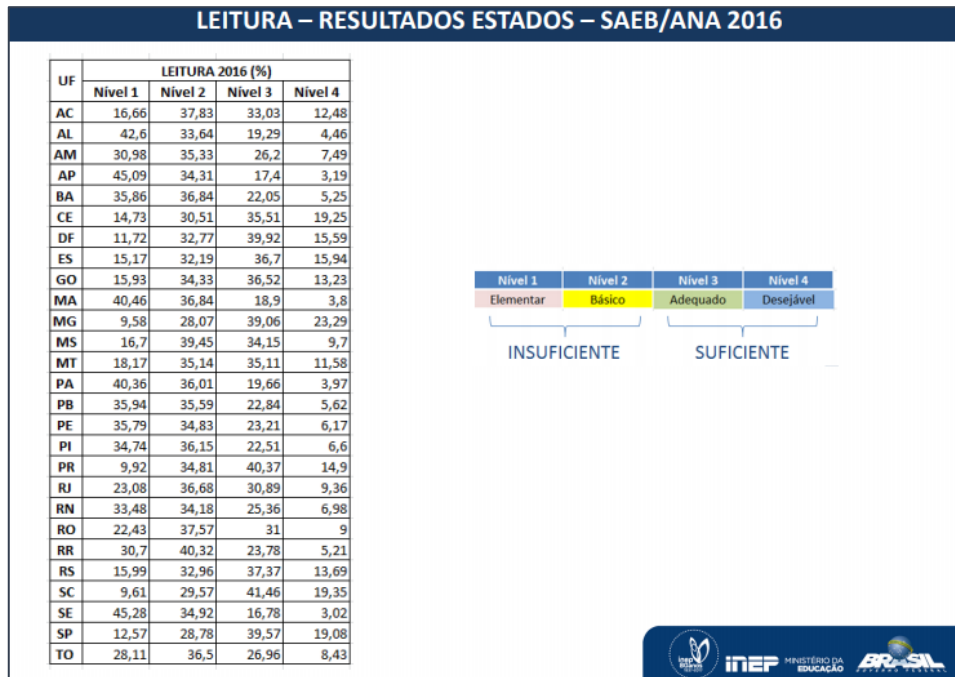 LEITURA – RESULTADOS ESTADOS – SAEB/ANA 2016
UF LEITURA 2016 (%)
Nível 1 Nível 2 Nível 3 Nível 4
AC 16,66 37,83 33,03 12,48
AL 42,6 33,64 19,29 4,46
AM 30,98 35,33 26,2 7,49
AP 45,09 34,31 17,4 3,19
BA 35,86 36,84 22,05 5,25
CE 14,73 30,51 35,51 19,25
DF 11,72 32,77 39,92 15,59
ES 15,17 32,19 36,7 15,94
GO 15,93 34,33 36,52 13,23
MA 40,46 36,84 18,9 3,8
MG 9,58 28,07 39,06 23,29
MS 16,7 39,45 34,15 9,7
MT 18,17 35,14 35,11 11,58
PA 40,36 36,01 19,66 3,97
PB 35,94 35,59 22,84 5,62
PE 35,79 34,83 23,21 6,17
PI 34,74 36,15 22,51 6,6
PR 9,92 34,81 40,37 14,9
RJ 23,08 36,68 30,89 9,36
RN 33,48 34,18 25,36 6,98
RO 22,43 37,57 31 9
RR 30,7 40,32 23,78 5,21
RS 15,99 32,96 37,37 13,69
SC 9,61 29,57 41,46 19,35
SE 45,28 34,92 16,78 3,02
SP 12,57 28,78 39,57 19,08
TO 28,11 36,5 26,96 8,43
Nível 1 Nível 2 Nível 3 Nível 4
Elementar Básico Adequado Desejável
INSUFICIENTE SUFICIENTE
inep
MINISTÉRIO DA
EDUCAÇÃO
BRASIL
GOVERNO FEDERAL